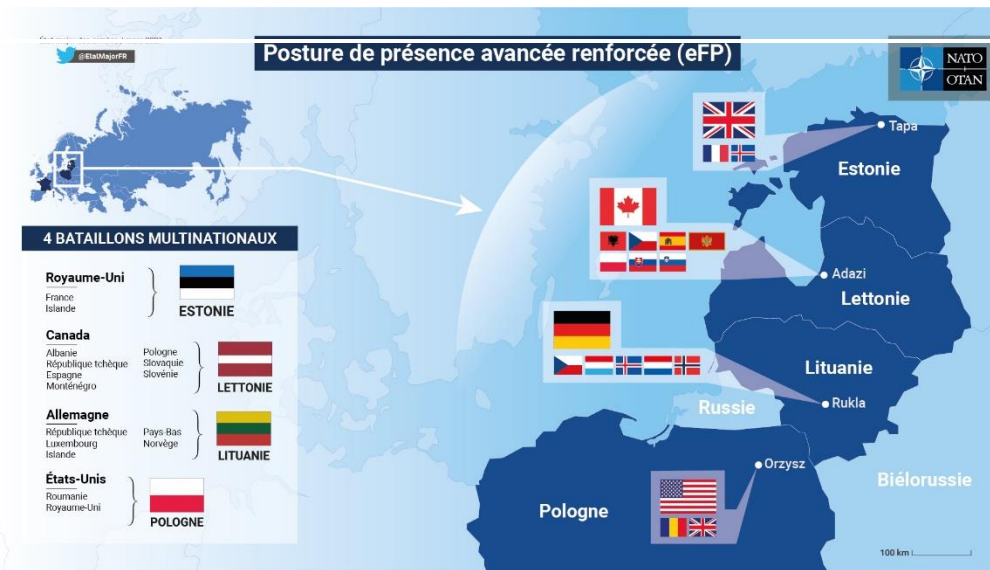 @EtatMajorFR
Posture de présence avancée renforcée (eFP)
NATO
OTAN
Tapa
Estonie
Adazi
Lettonie
Lituanie
Rukla
Russie
Orzysz
Biélorussie
Pologne
100 km
4 BATAILLONS MULTINATIONAUX
Royaume-Uni
France
Islande
ESTONIE
Canada
Albanie
République tchèque
Espagne
Monténégro
Pologne
Slovaquie
Slovénie
LETTONIE
Allemagne
République tchèque
Luxembourg
Islande
Pays-Bas
Norvège
LITUANIE
États-Unis
Roumanie
Royaume-Uni
POLOGNE